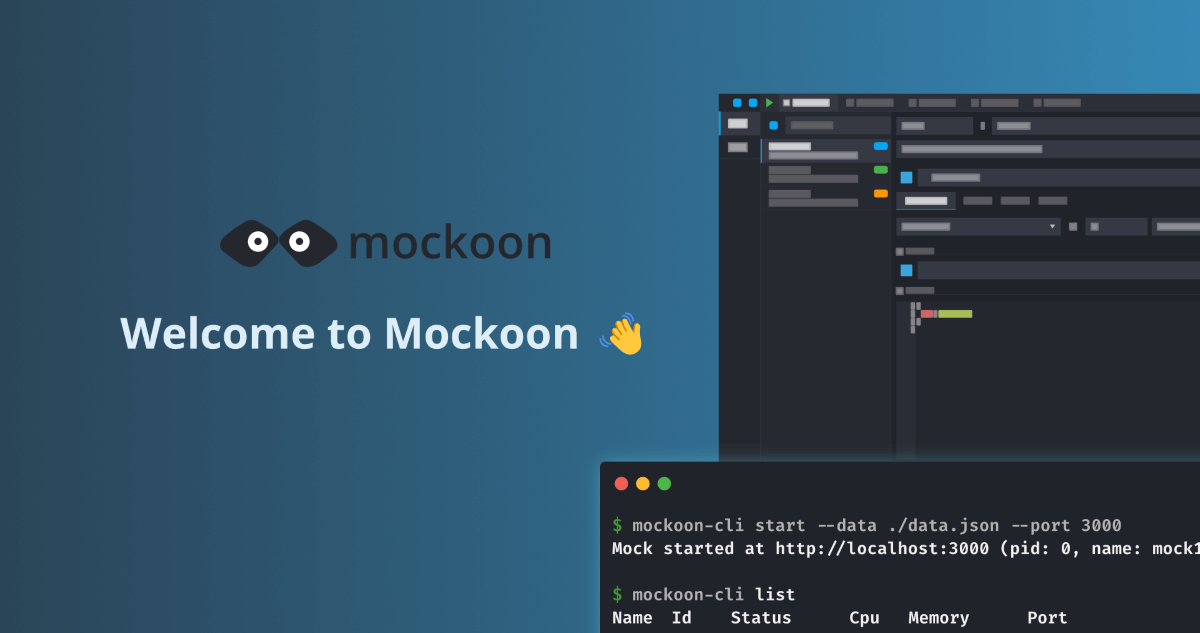 mockoon
Welcome to Mockoon 👋
$ mockoon-cli start --data ./data.json --port 3000
Mock started at http://localhost:3000 (pid: 0, name: mock1
$ mockoon-cli list
Name Id Status Cpu Memory Port